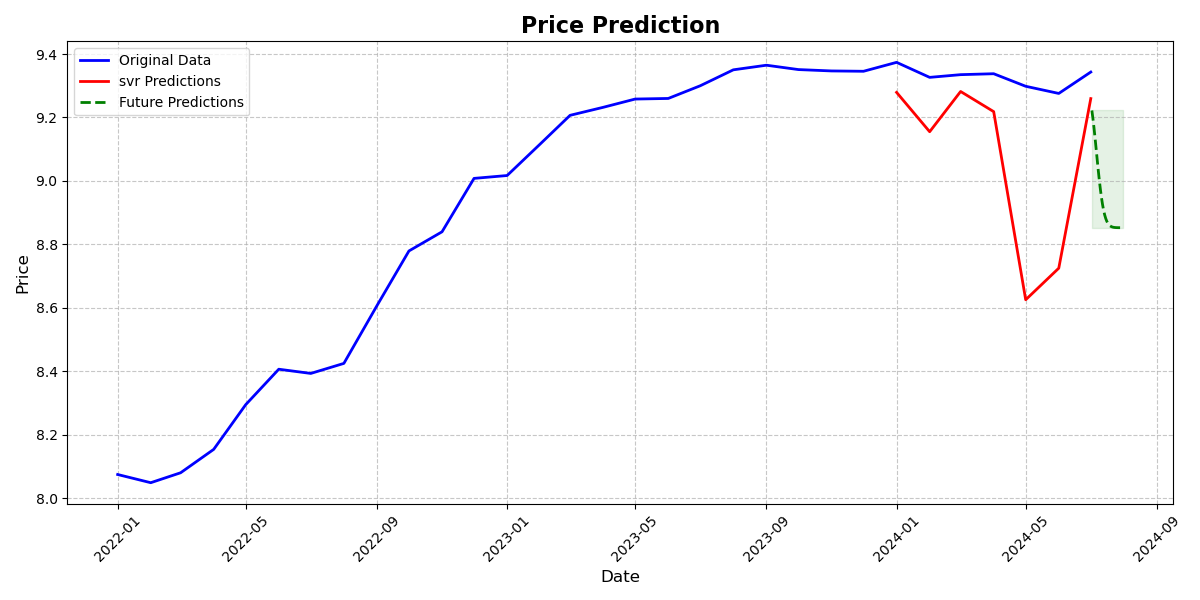 Price Prediction
Original Data
svr Predictions
Future Predictions
9.4
9.2
9.0
8.8
8.6
8.4
8.2
8.0
Price
2022-01
2022-05
2022-09
2023-01
2023-05
2023-09
2024-01
2024-05
2024-09
Date